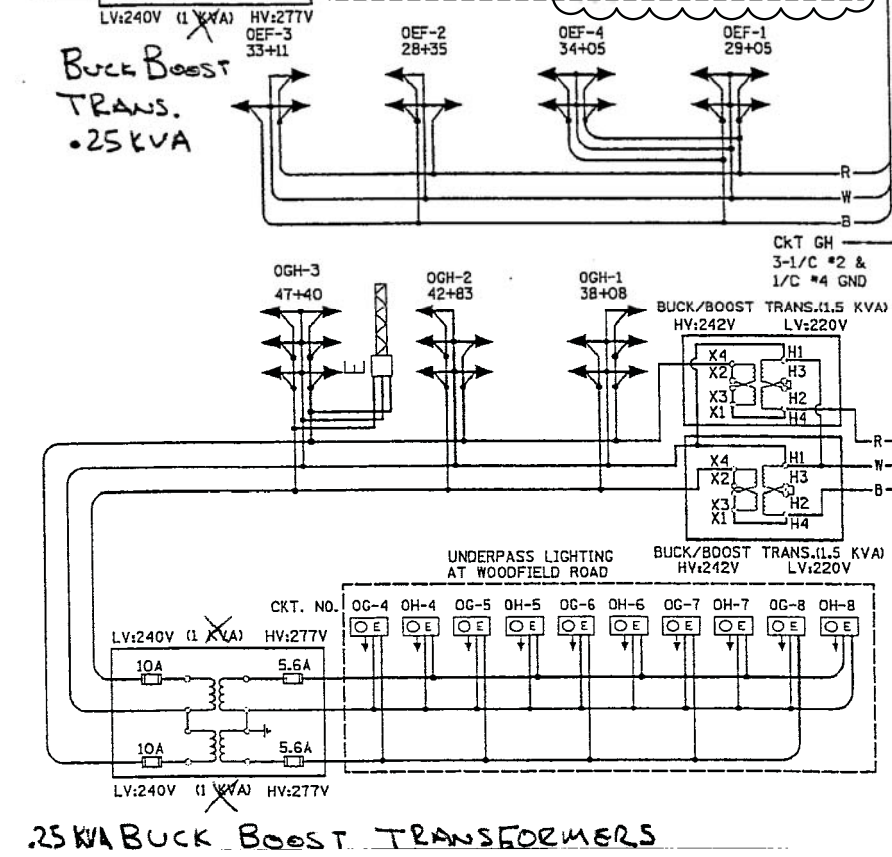 LV:240V (1 KVA) HV:277V
BUCK BOOST
TRANS.
.25 KVA
OEF-3
33+11
OEF-2
28+35
OEF-4
34+05
OEF-1
29+05
R
W
B
CKT GH
3-1/C #2 &
1/C #4 GND
OGH-3
47+40
OGH-2
42+83
OGH-1
38+08
BUCK/BOOST TRANS.(1.5 KVA)
HV:242V LV:220V
X4 H1
X2 H3
X3 H2
X1 H4
R
W
B
X4 H1
X2 H3
X3 H2
X1 H4
BUCK/BOOST TRANS.(1.5 KVA)
HV:242V LV:220V
UNDERPASS LIGHTING
AT WOODFIELD ROAD
CKT. NO. OG-4 OH-4 OG-5 OH-5 OG-6 OH-6 OG-7 OH-7 OG-8 OH-8
E E E E E E E E E E
LV:240V (1 KVA) HV:277V
10A 5.6A
10A 5.6A
LV:240V (1 KVA) HV:277V
.25 KVA BUCK BOOST TRANSFORMERS